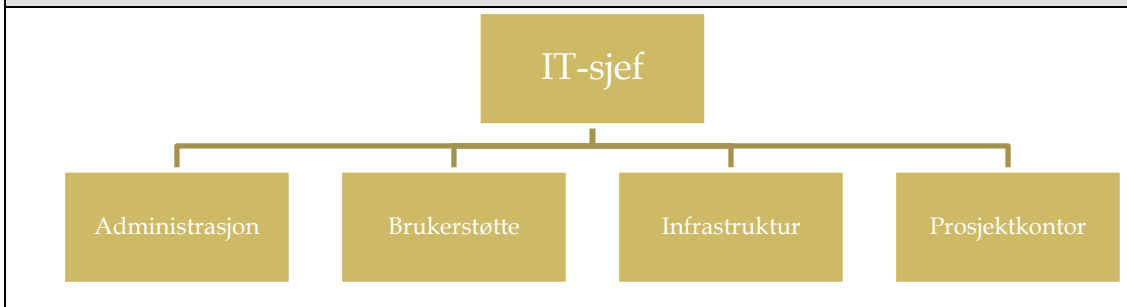 IT-sjef
Administrasjon
Brukerstøtte
Infrastruktur
Prosjektkontor